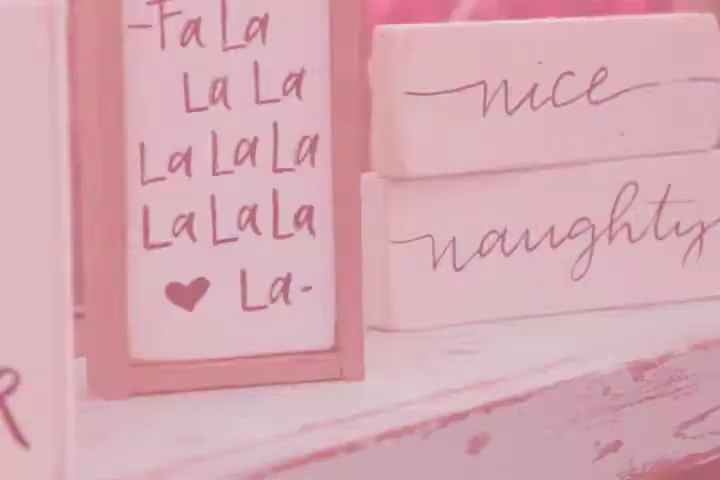 -Fa La
La La
La La La
La La La
♥ La-
nice
naughty
R